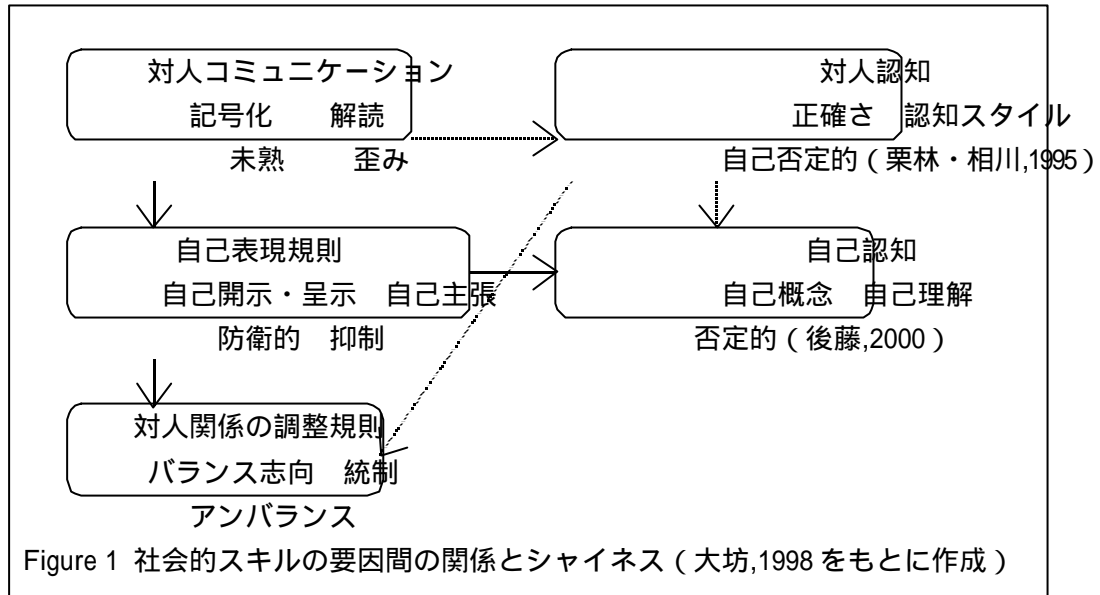 対人コミュニケーション
記号化　解読
未熟　歪み
対人認知
正確さ　認知スタイル
自己否定的（栗林・相川,1995）
自己表現規則
自己開示・呈示　自己主張
防衛的　抑制
自己認知
自己概念　自己理解
否定的（後藤,2000）
対人関係の調整規則
バランス志向　統制
アンバランス
Figure 1 社会的スキルの要因間の関係とシャイネス（大坊,1998 をもとに作成）